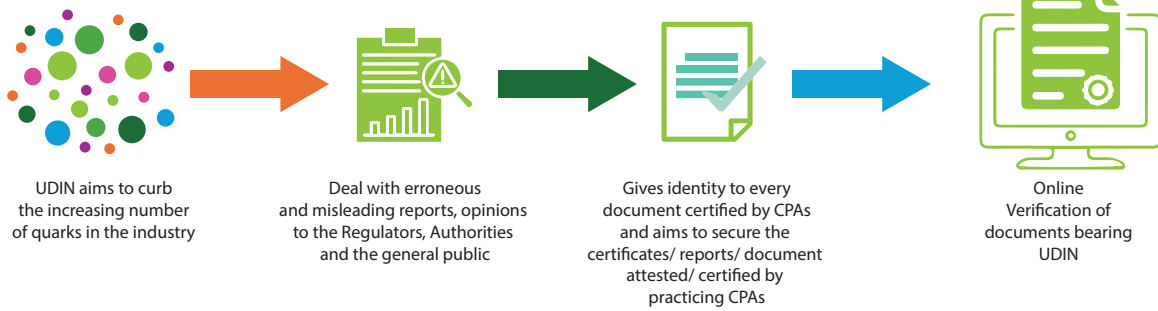 UDIN aims to curb
the increasing number
of quarks in the industry
Deal with erroneous
and misleading reports, opinions
to the Regulators, Authorities
and the general public
Gives identity to every
document certified by CPAs
and aims to secure the
certificates/ reports/ document
attested/ certified by
practicing CPAs
Online
Verification of
documents bearing
UDIN